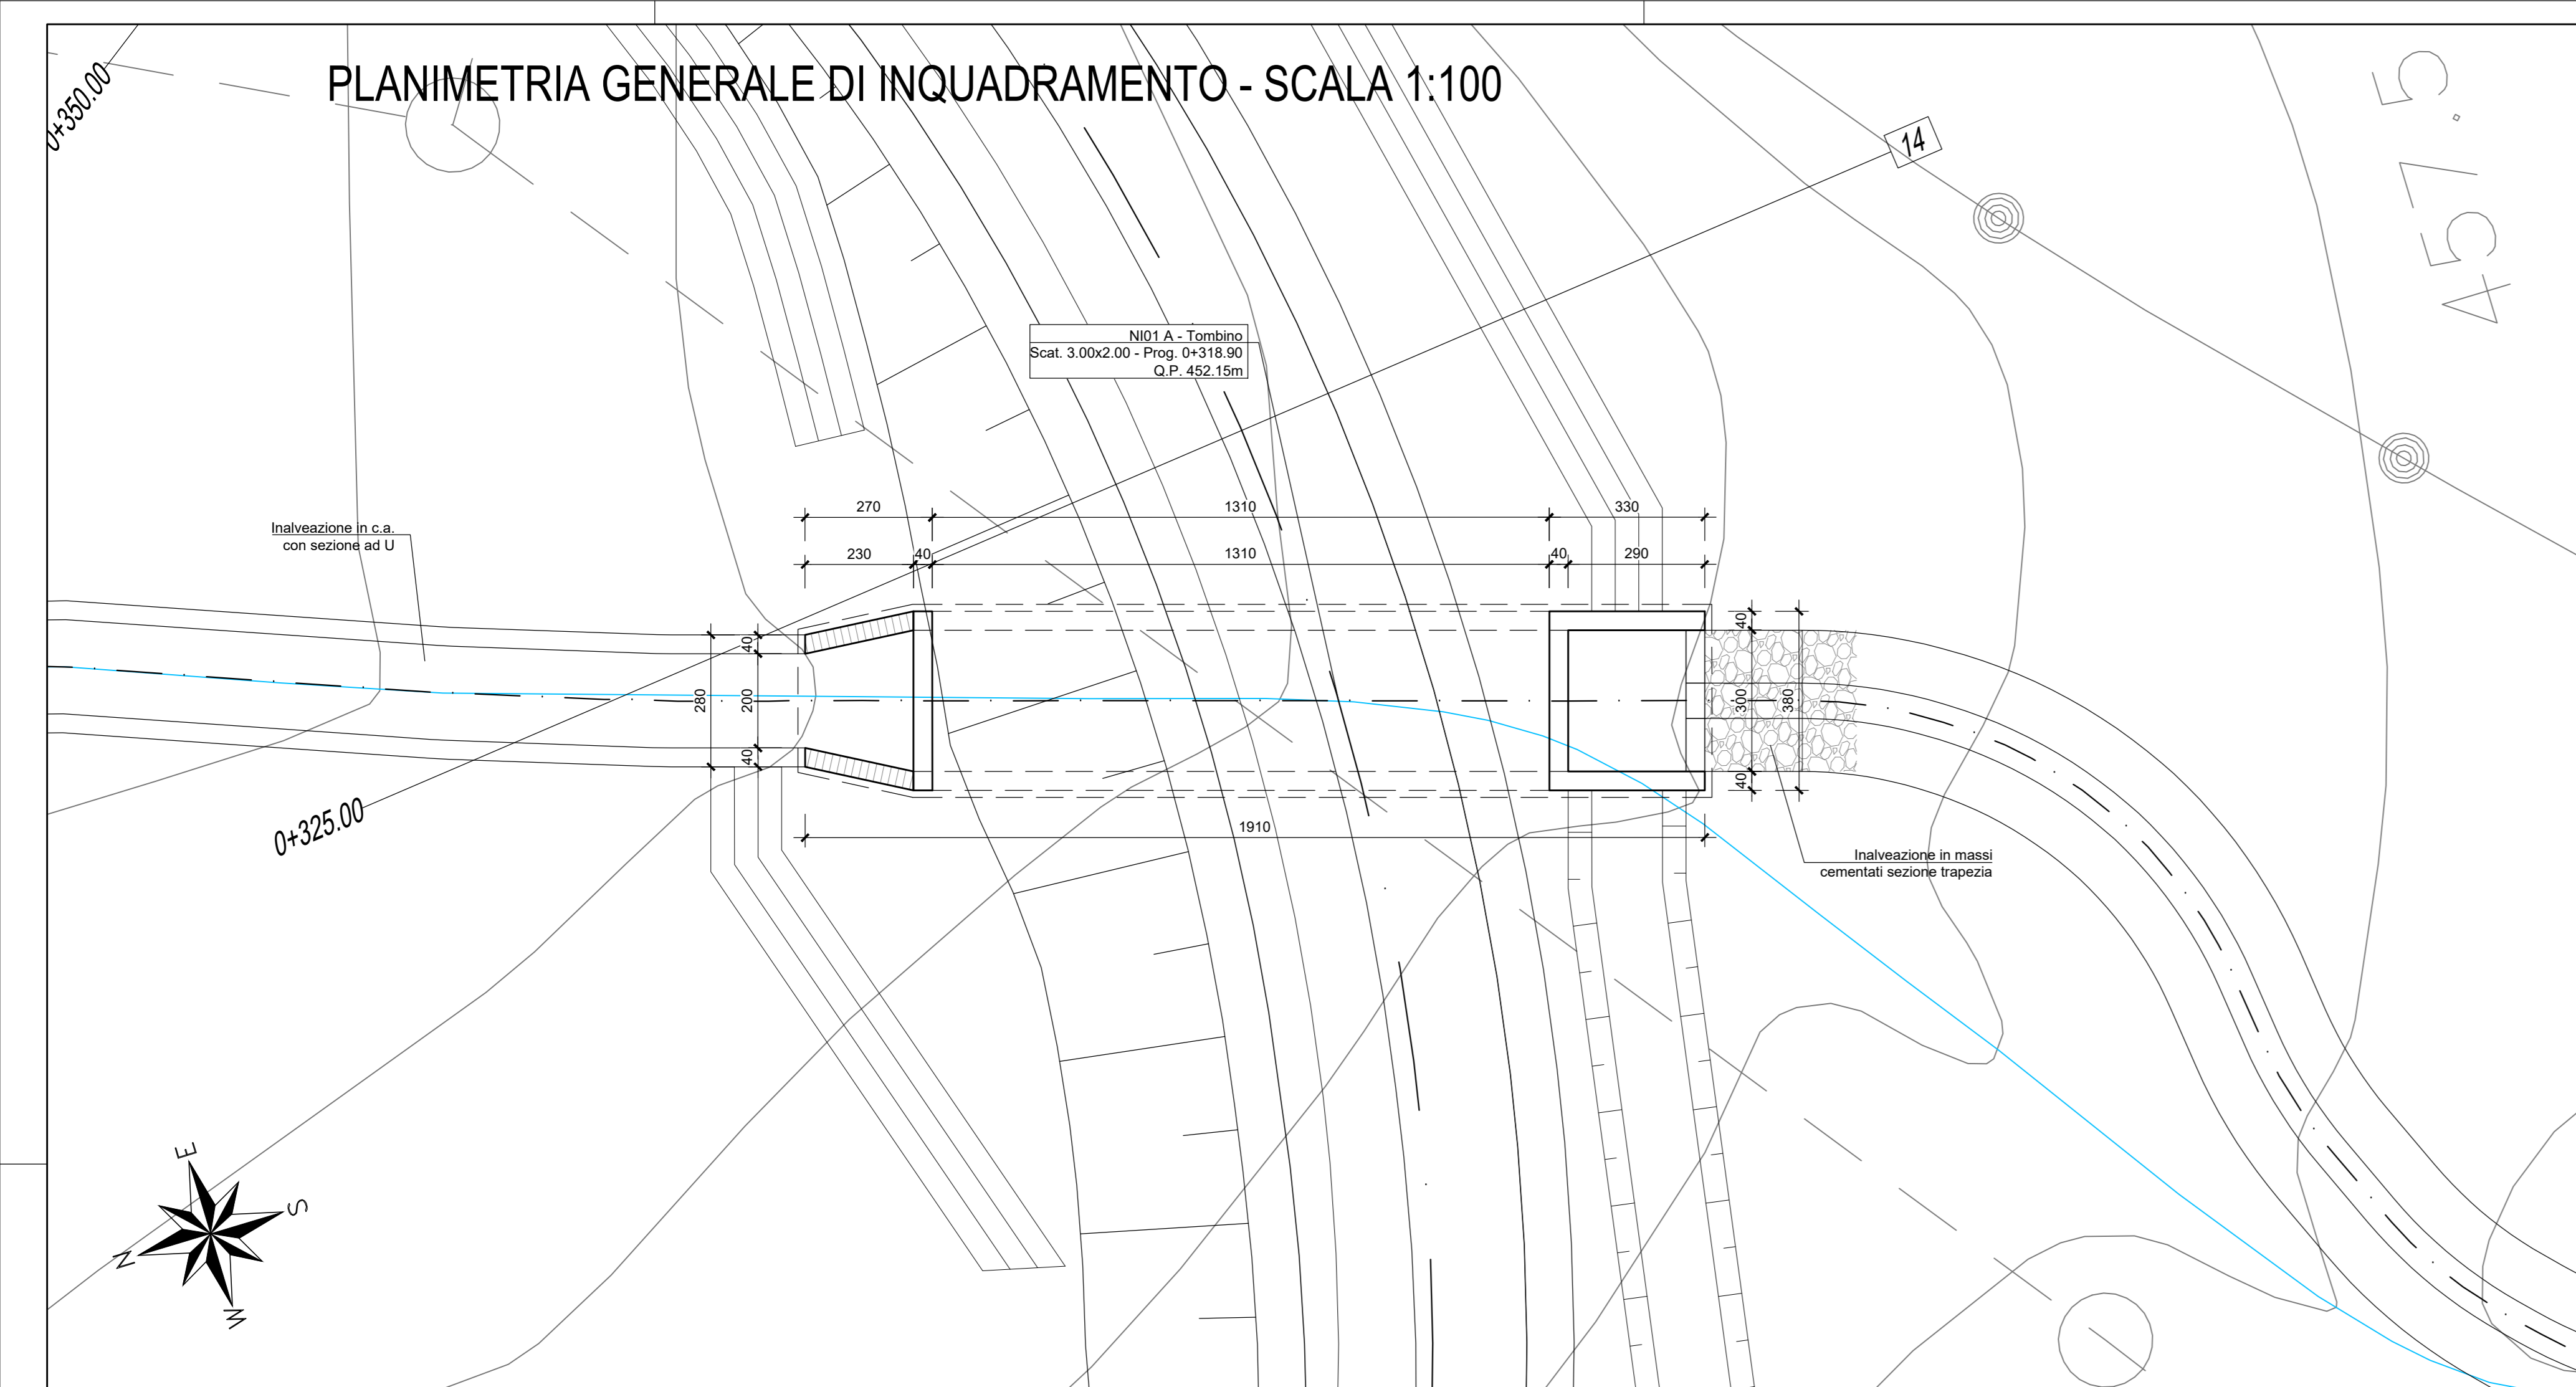 PLANIMETRIA GENERALE DI INQUADRAMENTO - SCALA 1:100
0+350.00
14
457.5
NI01 A - Tombino
Scat. 3.00x2.00 - Prog. 0+318.90
Q.P. 452.15m
270
1310
330
230
40
1310
40
290
Inalveazione in c.a.
con sezione ad U
40
280
200
40
40
300
380
40
1910
0+325.00
Inalveazione in massi
cementati sezione trapezia
E
S
N
W